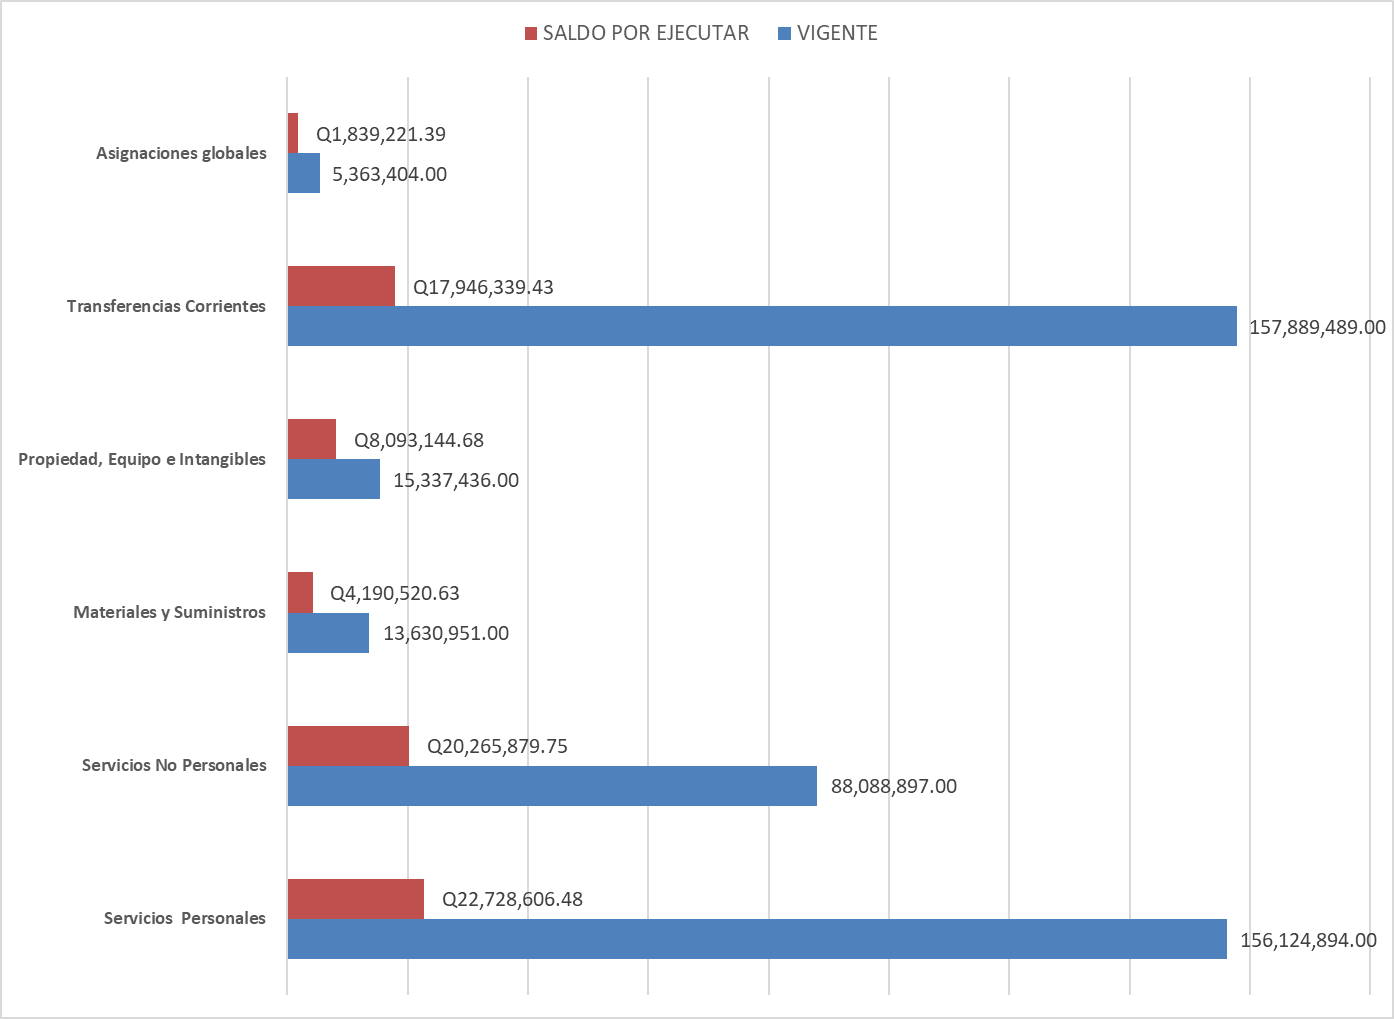 SALDO POR EJECUTAR VIGENTE
Asignaciones globales
Q1,839,221.39
5,363,404.00
Transferencias Corrientes
Q17,946,339.43
157,889,489.00
Propiedad, Equipo e Intangibles
Q8,093,144.68
15,337,436.00
Materiales y Suministros
Q4,190,520.63
13,630,951.00
Servicios No Personales
Q20,265,879.75
88,088,897.00
Servicios  Personales
Q22,728,606.48
156,124,894.00